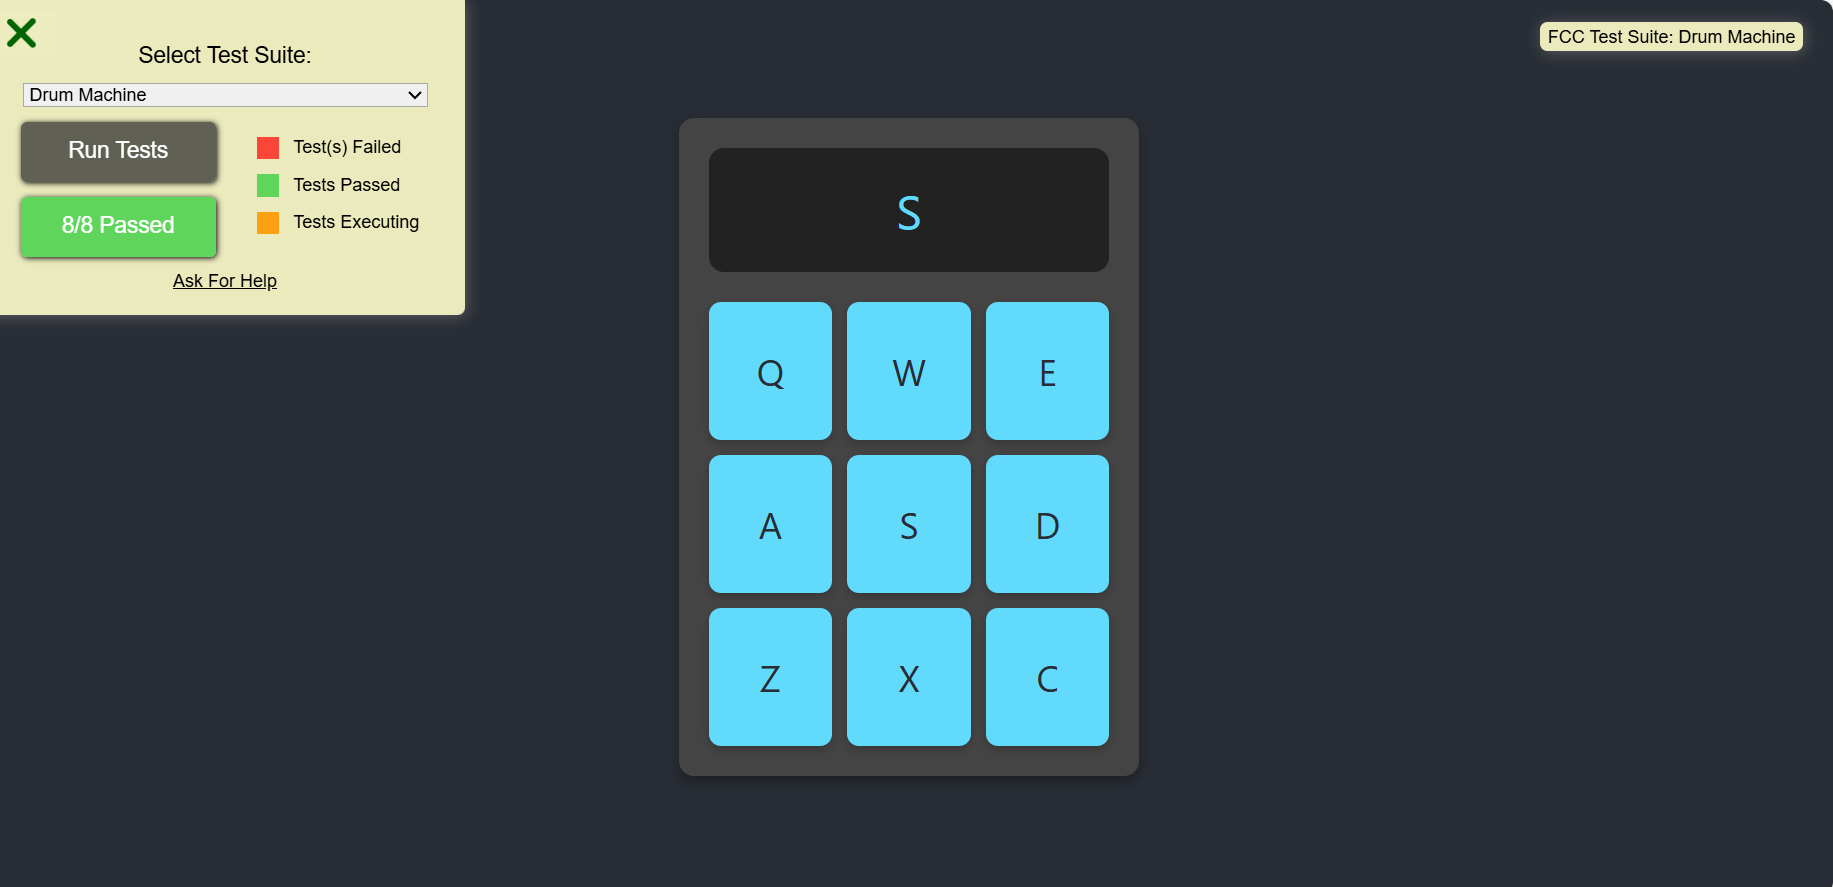 Select Test Suite:
Drum Machine
Run Tests
8/8 Passed
Test(s) Failed
Tests Passed
Tests Executing
Ask For Help
FCC Test Suite: Drum Machine
S
Q W E
A S D
Z X C